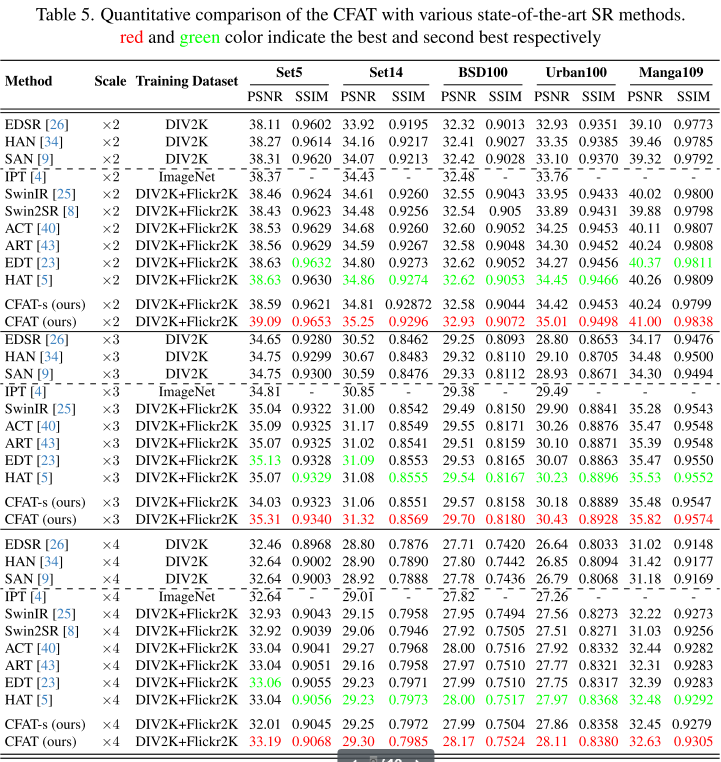 Table 5. Quantitative comparison of the CFAT with various state-of-the-art SR methods.
red and green color indicate the best and second best respectively
Method Scale Training Dataset Set5 Set14 BSD100 Urban100 Manga109
PSNR SSIM PSNR SSIM PSNR SSIM PSNR SSIM PSNR SSIM
EDSR [26] ×2 DIV2K 38.11 0.9602 33.92 0.9195 32.32 0.9013 32.93 0.9351 39.10 0.9773
HAN [34] ×2 DIV2K 38.27 0.9614 34.16 0.9217 32.41 0.9027 33.35 0.9385 39.46 0.9785
SAN [9] ×2 DIV2K 38.31 0.9620 34.07 0.9213 32.42 0.9028 33.10 0.9370 39.32 0.9792
IPT [4] ×2 ImageNet 38.37 - 34.43 - 32.48 - 33.76 -
SwinIR [25] ×2 DIV2K+Flickr2K 38.46 0.9624 34.61 0.9260 32.55 0.9043 33.95 0.9433 40.02 0.9800
Swin2SR [8] ×2 DIV2K+Flickr2K 38.43 0.9623 34.48 0.9256 32.54 0.905 33.89 0.9431 39.88 0.9798
ACT [40] ×2 DIV2K+Flickr2K 38.53 0.9629 34.68 0.9260 32.60 0.9052 34.25 0.9453 40.11 0.9807
ART [43] ×2 DIV2K+Flickr2K 38.56 0.9629 34.59 0.9267 32.58 0.9048 34.30 0.9452 40.24 0.9808
EDT [23] ×2 DIV2K+Flickr2K 38.63 0.9632 34.80 0.9273 32.62 0.9052 34.27 0.9456 40.37 0.9811
HAT [5] ×2 DIV2K+Flickr2K 38.63 0.9630 34.86 0.9274 32.62 0.9053 34.45 0.9466 40.26 0.9809
CFAT-s (ours) ×2 DIV2K+Flickr2K 38.59 0.9621 34.81 0.92872 32.58 0.9044 34.42 0.9453 40.24 0.9799
CFAT (ours) ×2 DIV2K+Flickr2K 39.09 0.9653 35.25 0.9296 32.93 0.9072 35.01 0.9498 41.00 0.9838
EDSR [26] ×3 DIV2K 34.65 0.9280 30.52 0.8462 29.25 0.8093 28.80 0.8653 34.17 0.9476
HAN [34] ×3 DIV2K 34.75 0.9299 30.67 0.8483 29.32 0.8110 29.10 0.8705 34.48 0.9500
SAN [9] ×3 DIV2K 34.75 0.9300 30.59 0.8476 29.33 0.8112 28.93 0.8671 34.30 0.9494
IPT [4] ×3 ImageNet 34.81 - 30.85 - 29.38 - 29.49 -
SwinIR [25] ×3 DIV2K+Flickr2K 35.04 0.9322 31.00 0.8542 29.49 0.8150 29.90 0.8841 35.28 0.9543
ACT [40] ×3 DIV2K+Flickr2K 35.09 0.9325 31.17 0.8549 29.55 0.8171 30.26 0.8876 35.47 0.9548
ART [43] ×3 DIV2K+Flickr2K 35.07 0.9325 31.02 0.8541 29.51 0.8159 30.10 0.8871 35.39 0.9548
EDT [23] ×3 DIV2K+Flickr2K 35.13 0.9328 31.09 0.8553 29.53 0.8165 30.07 0.8863 35.47 0.9550
HAT [5] ×3 DIV2K+Flickr2K 35.07 0.9329 31.08 0.8555 29.54 0.8167 30.23 0.8896 35.53 0.9552
CFAT-s (ours) ×3 DIV2K+Flickr2K 34.03 0.9323 31.06 0.8551 29.57 0.8158 30.18 0.8889 35.48 0.9547
CFAT (ours) ×3 DIV2K+Flickr2K 35.31 0.9340 31.32 0.8569 29.70 0.8180 30.43 0.8928 35.82 0.9574
EDSR [26] ×4 DIV2K 32.46 0.8968 28.80 0.7876 27.71 0.7420 26.64 0.8033 31.02 0.9148
HAN [34] ×4 DIV2K 32.64 0.9002 28.90 0.7890 27.80 0.7442 26.85 0.8094 31.42 0.9177
SAN [9] ×4 DIV2K 32.64 0.9003 28.92 0.7888 27.78 0.7436 26.79 0.8068 31.18 0.9169
IPT [4] ×4 ImageNet 32.64 - 29.01 - 27.82 - 27.26 -
SwinIR [25] ×4 DIV2K+Flickr2K 32.93 0.9043 29.15 0.7958 27.95 0.7494 27.56 0.8273 32.22 0.9273
Swin2SR [8] ×4 DIV2K+Flickr2K 32.92 0.9039 29.06 0.7946 27.92 0.7505 27.51 0.8271 31.03 0.9256
ACT [40] ×4 DIV2K+Flickr2K 33.04 0.9041 29.27 0.7968 28.00 0.7516 27.92 0.8332 32.44 0.9282
ART [43] ×4 DIV2K+Flickr2K 33.04 0.9051 29.16 0.7958 27.97 0.7510 27.77 0.8321 32.31 0.9283
EDT [23] ×4 DIV2K+Flickr2K 33.06 0.9055 29.23 0.7971 27.99 0.7510 27.75 0.8317 32.39 0.9283
HAT [5] ×4 DIV2K+Flickr2K 33.04 0.9056 29.23 0.7973 28.00 0.7517 27.97 0.8368 32.48 0.9292
CFAT-s (ours) ×4 DIV2K+Flickr2K 32.01 0.9045 29.25 0.7972 27.99 0.7504 27.86 0.8358 32.45 0.9279
CFAT (ours) ×4 DIV2K+Flickr2K 33.19 0.9068 29.30 0.7985 28.17 0.7524 28.11 0.8380 32.63 0.9305